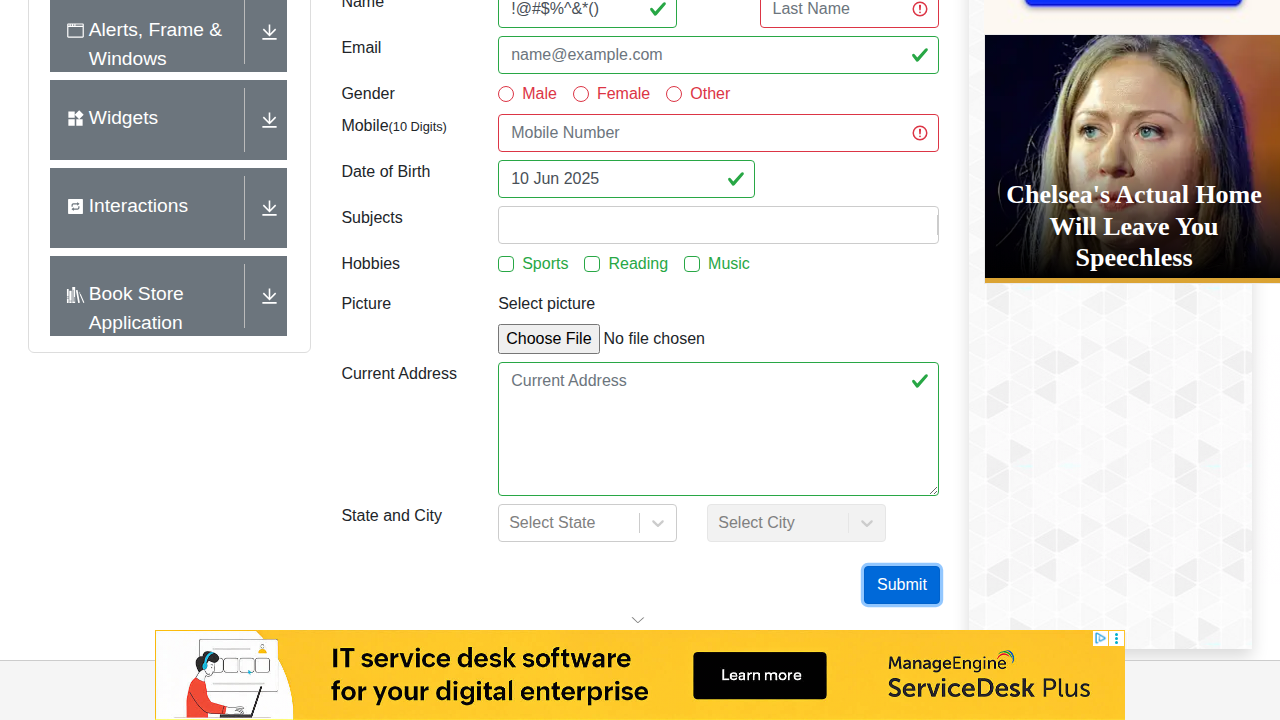 Alerts, Frame &
Windows
Widgets
Interactions
Book Store
Application
Name
!@#$%^&*()
Last Name
Email
name@example.com
Gender
Male
Female
Other
Mobile(10 Digits)
Mobile Number
Date of Birth
10 Jun 2025
Subjects
Hobbies
Sports
Reading
Music
Picture
Select picture
Choose File No file chosen
Current Address
Current Address
State and City
Select State
Select City
Submit
Chelsea's Actual Home
Will Leave You
Speechless
IT service desk software
for your digital enterprise
Learn more
ManageEngine
ServiceDesk Plus